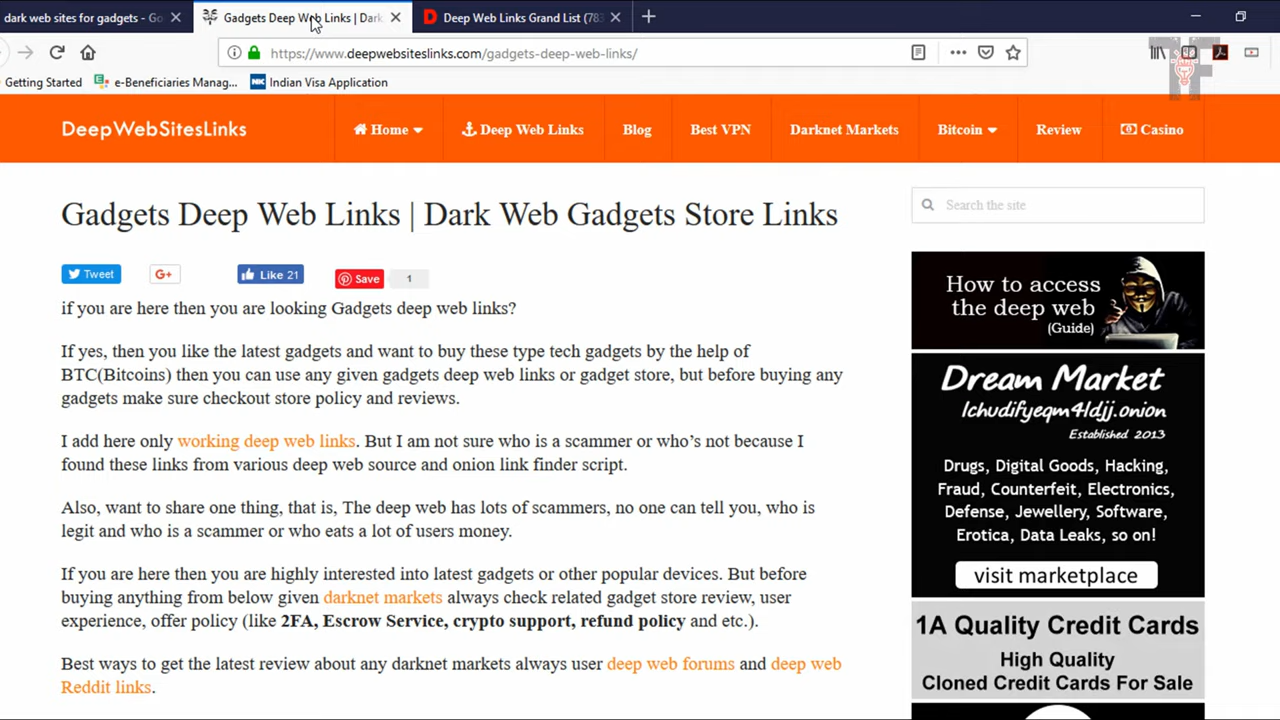 dark web sites for gadgets - Go
Gadgets Deep Web Links | Dark
Deep Web Links Grand List (783
https://www.deepwebsiteslinks.com/gadgets-deep-web-links/
Getting Started
e-Beneficiaries Manag...
NK
Indian Visa Application
DeepWebSitesLinks
Home
Deep Web Links
Blog
Best VPN
Darknet Markets
Bitcoin
Review
Casino
Gadgets Deep Web Links | Dark Web Gadgets Store Links
Search the site
Tweet
G+
Like 21
Save
1
if you are here then you are looking Gadgets deep web links?
If yes, then you like the latest gadgets and want to buy these type tech gadgets by the help of
BTC(Bitcoins) then you can use any given gadgets deep web links or gadget store, but before buying any
gadgets make sure checkout store policy and reviews.
I add here only working deep web links. But I am not sure who is a scammer or who's not because I
found these links from various deep web source and onion link finder script.
Also, want to share one thing, that is, The deep web has lots of scammers, no one can tell you, who is
legit and who is a scammer or who eats a lot of users money.
If you are here then you are highly interested into latest gadgets or other popular devices. But before
buying anything from below given darknet markets always check related gadget store review, user
experience, offer policy (like 2FA, Escrow Service, crypto support, refund policy and etc.).
Best ways to get the latest review about any darknet markets always user deep web forums and deep web
Reddit links.
How to access
the deep web
(Guide)
Dream Market
lchudifyeqm4ldjj.onion
Established 2013
Drugs, Digital Goods, Hacking,
Fraud, Counterfeit, Electronics,
Defense, Jewellery, Software,
Erotica, Data Leaks, so on!
visit marketplace
1A Quality Credit Cards
High Quality
Cloned Credit Cards For Sale